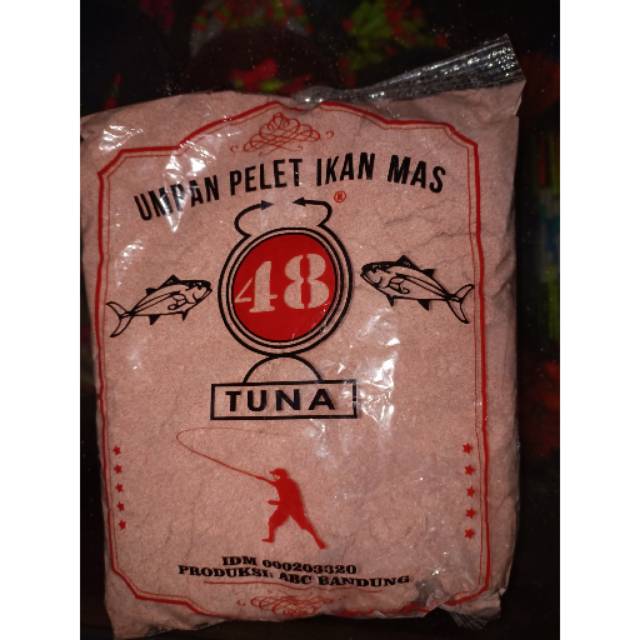 UMPAN PELET IKAN MAS
®
48
TUNA
IDM 000203320
PRODUKSI: ABC BANDUNG